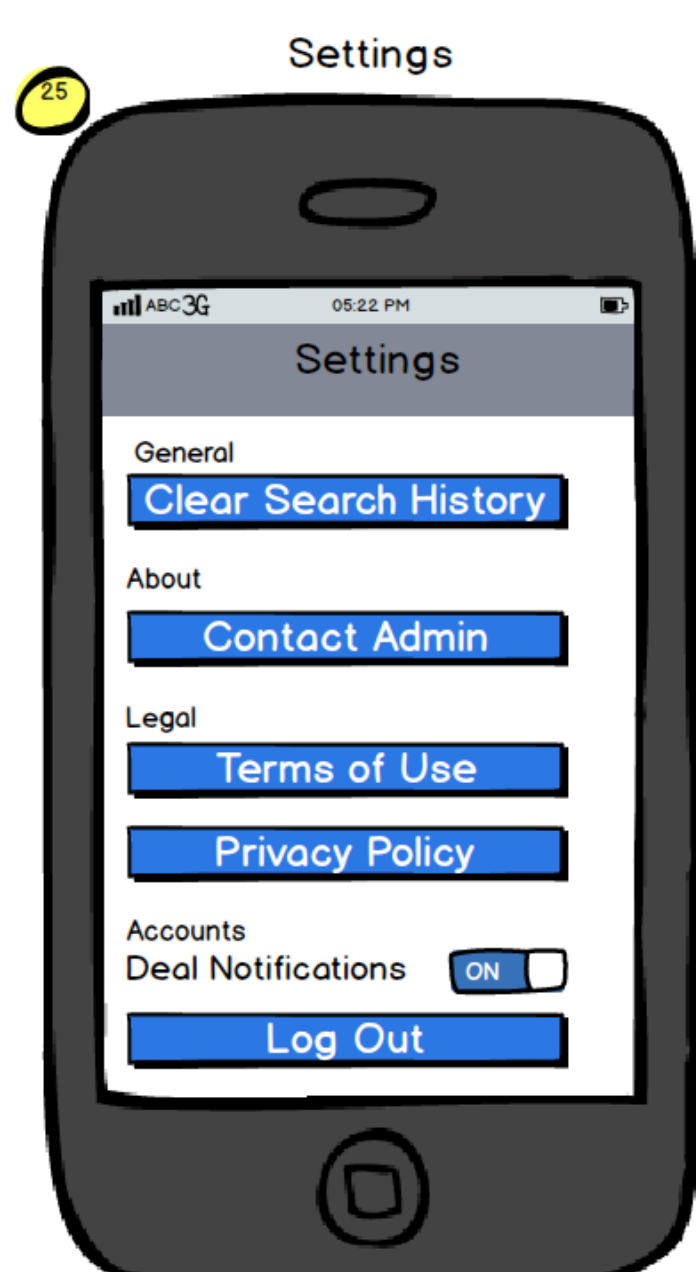 Settings
25
ABC 3G 05:22 PM
Settings
General
Clear Search History
About
Contact Admin
Legal
Terms of Use
Privacy Policy
Accounts
Deal Notifications ON
Log Out